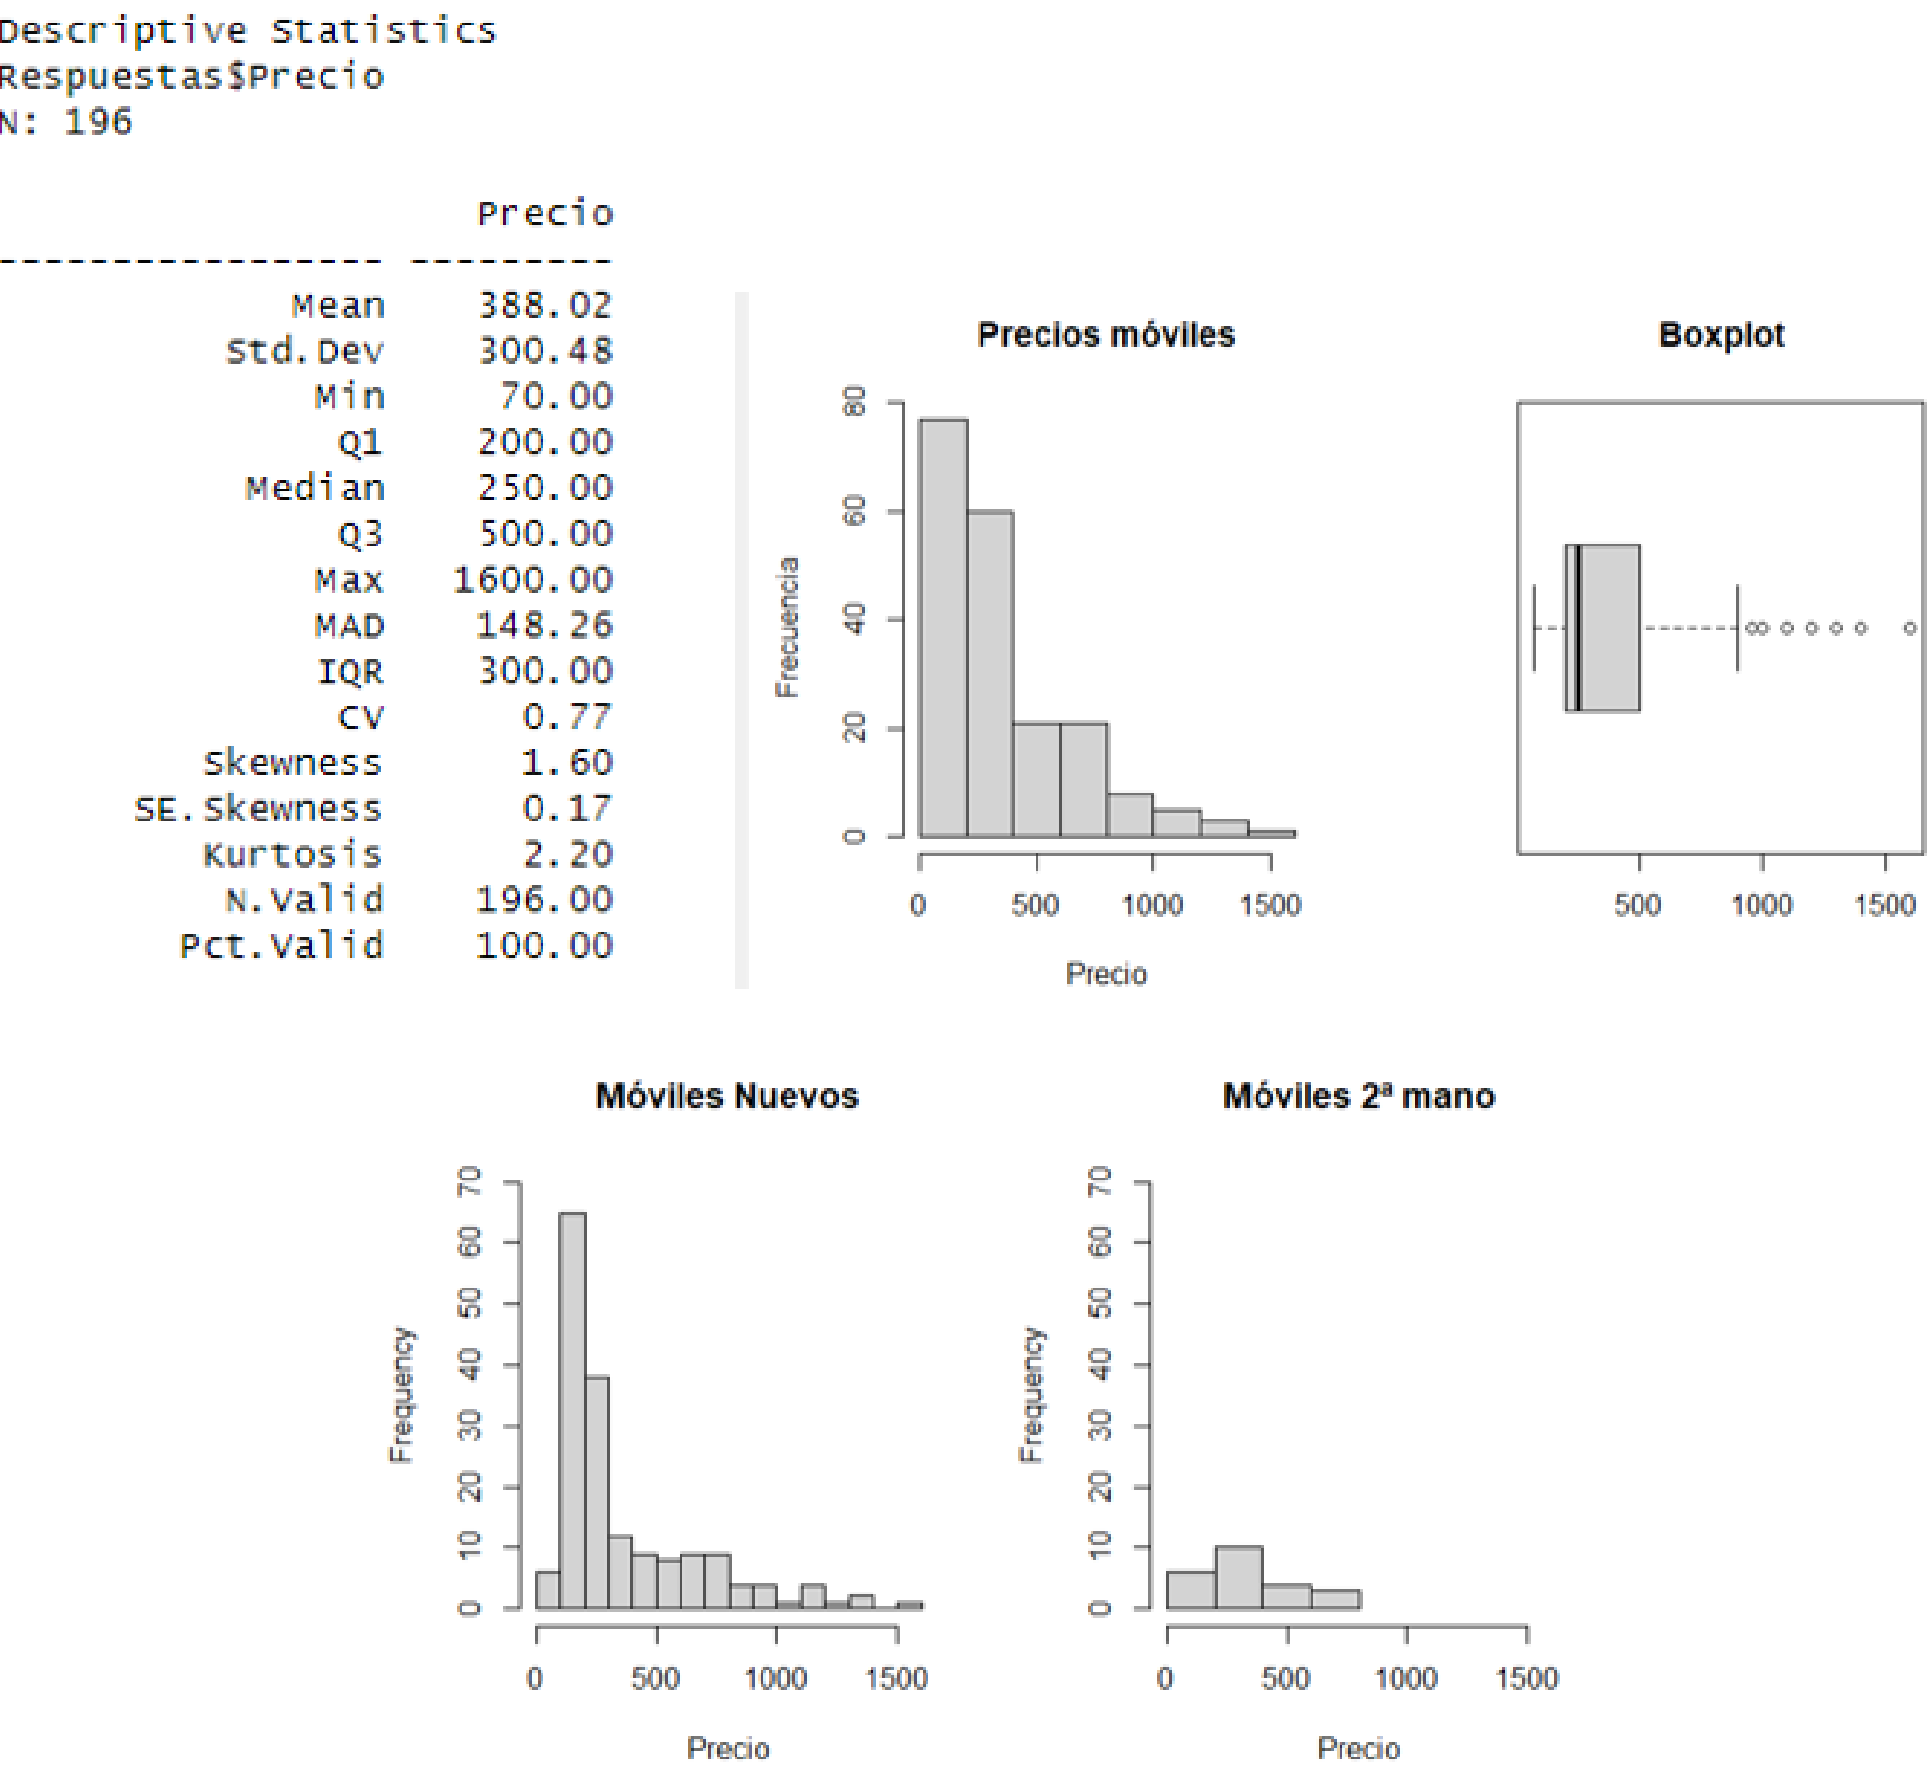 Descriptive Statistics
Respuestas$Precio
N: 196
Precio
----------------- ---------
Mean 388.02
Std.Dev 300.48
Min 70.00
Q1 200.00
Median 250.00
Q3 500.00
Max 1600.00
MAD 148.26
IQR 300.00
CV 0.77
Skewness 1.60
SE.Skewness 0.17
Kurtosis 2.20
N.Valid 196.00
Pct.Valid 100.00
Precios móviles
80
60
40
20
0
Frecuencia
0 500 1000 1500
Precio
Boxplot
500 1000 1500
Móviles Nuevos
70
60
50
40
30
20
10
0
Frequency
0 500 1000 1500
Precio
Móviles 2ª mano
70
60
50
40
30
20
10
0
Frequency
0 500 1000 1500
Precio